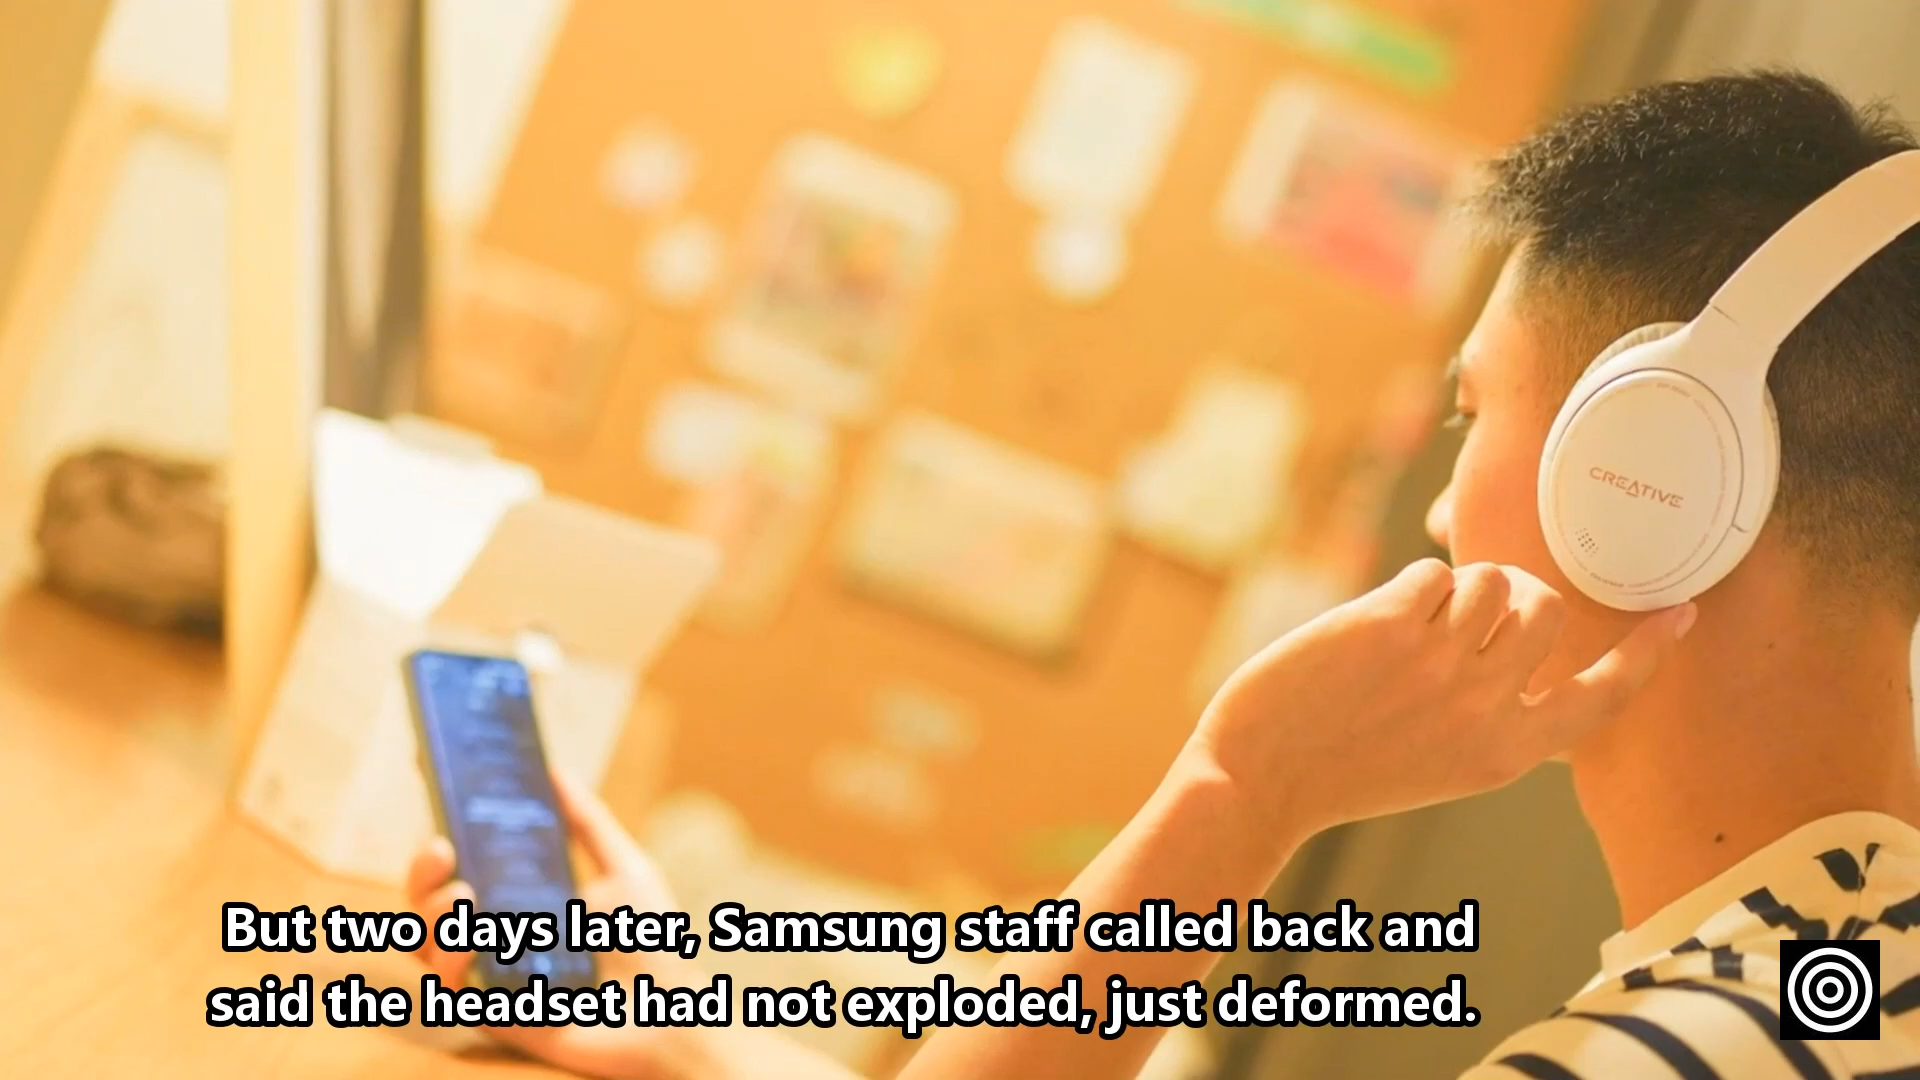 CREATIVE
But two days later, Samsung staff called back and
said the headset had not exploded, just deformed.